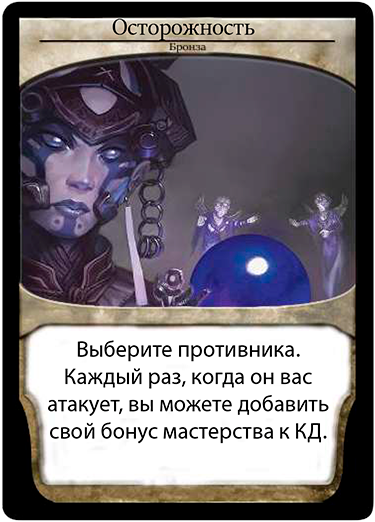 Осторожность
Бронза
Выберите противника.
Каждый раз, когда он вас
атакует, вы можете добавить
свой бонус мастерства к КД.